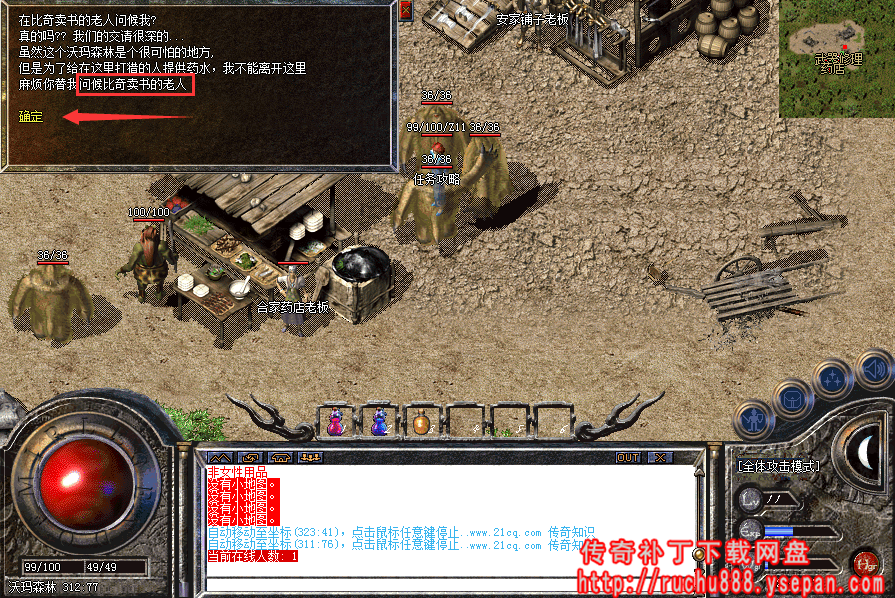 在比奇卖书的老人问候我?
真的吗?? 我们的交请很深的...
虽然这个沃玛森林是个很可怕的地方,
但是为了给在这里打猎的人提供药水，我不能离开这里
麻烦你替我问候比奇卖书的老人
确定
安家铺子老板
武器修理
药店
36/36
99/100/Z11 36/36
36/36
任务攻略
100/100
36/36
合家药店老板
OUT
[全体攻击模式]
非女性用品
没有小地图。
没有小地图。
没有小地图。
没有小地图。
自动移动至坐标(323:41)，点击鼠标任意键停止..www.21cq.com 传奇知识
自动移动至坐标(311:76)，点击鼠标任意键停止..www.21cq.com 传奇知
当前在线人数: 1
99/100
49/49
沃玛森林 312:77
传奇补丁下载网盘
http://ruchu888.ysepan.com